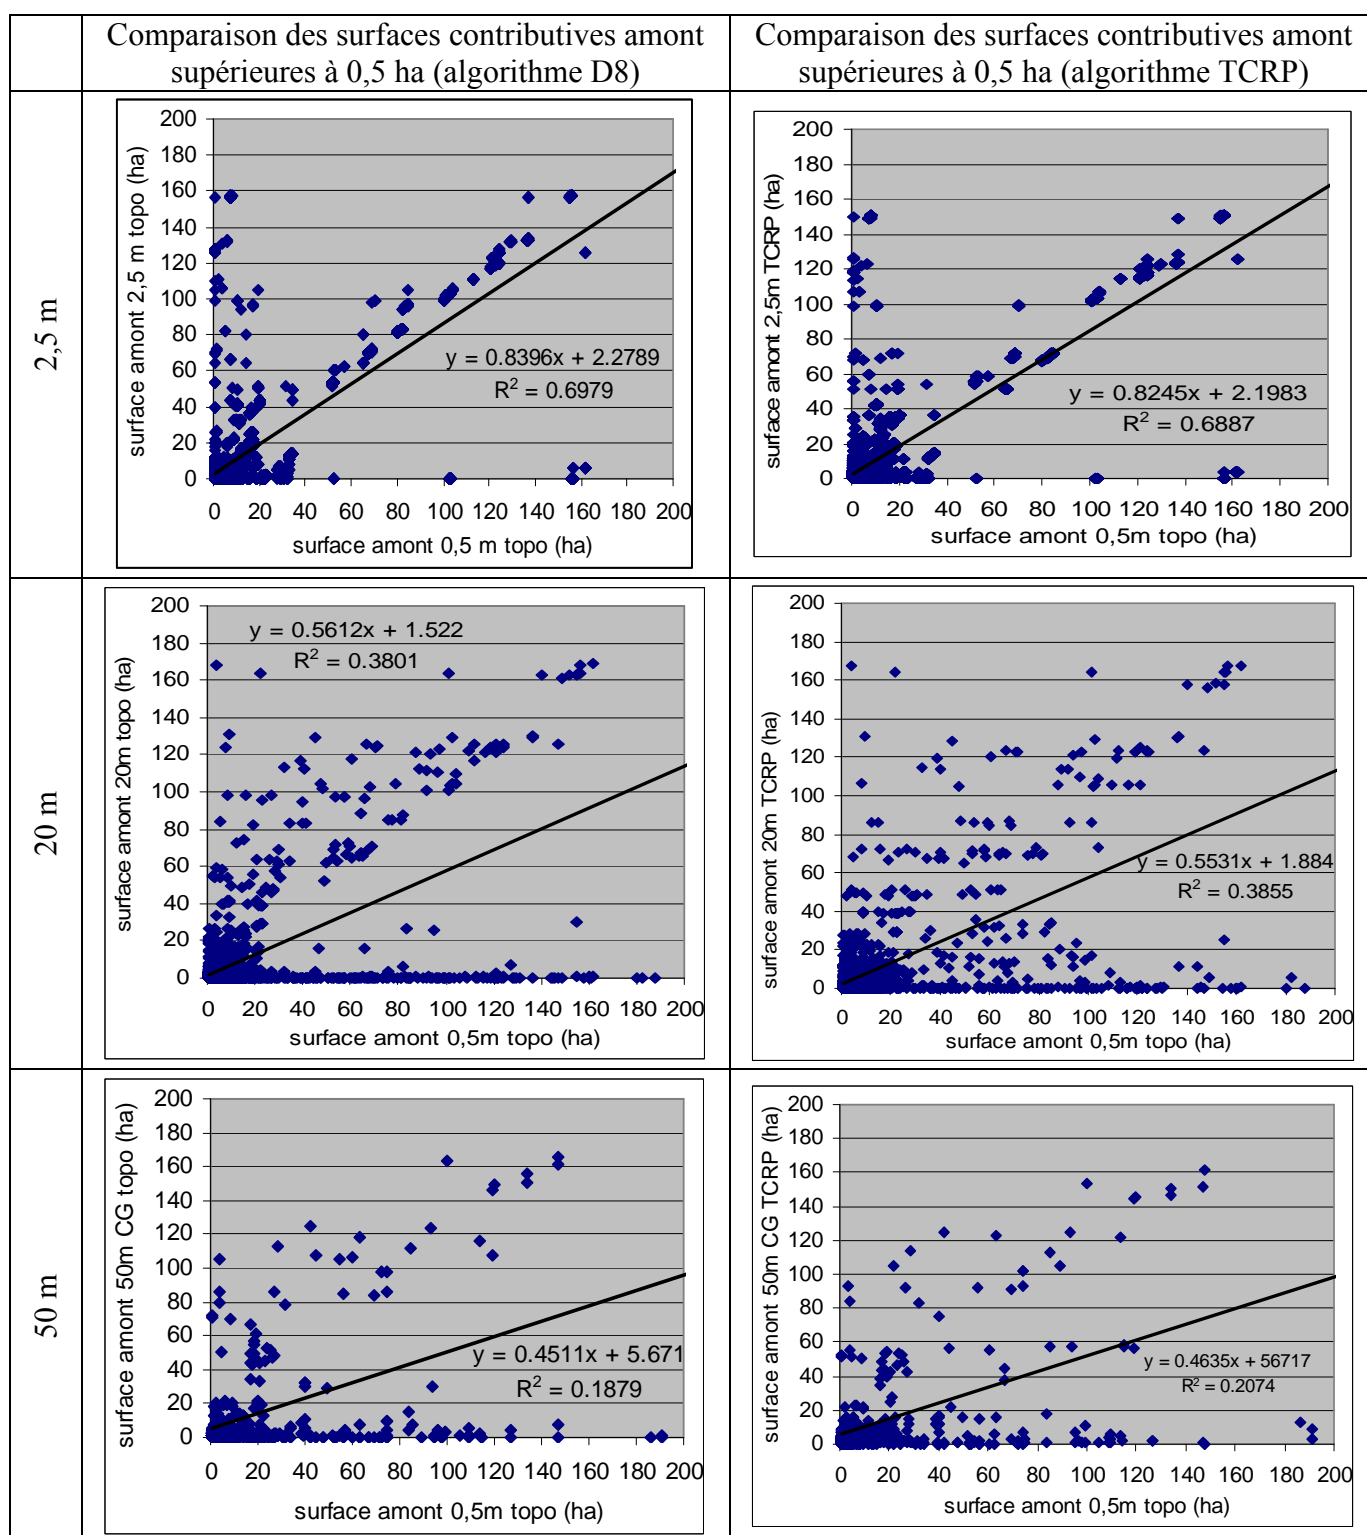 Comparaison des surfaces contributives amont
supérieures à 0,5 ha (algorithme D8)
Comparaison des surfaces contributives amont
supérieures à 0,5 ha (algorithme TCRP)
2,5 m
surface amont 2,5 m topo (ha)
200
180
160
140
120
100
80
60
40
20
0
y = 0.8396x + 2.2789
R² = 0.6979
0 20 40 60 80 100 120 140 160 180 200
surface amont 0,5 m topo (ha)
surface amont 2,5m TCRP (ha)
200
180
160
140
120
100
80
60
40
20
0
y = 0.8245x + 2.1983
R² = 0.6887
0 20 40 60 80 100 120 140 160 180 200
surface amont 0,5m topo (ha)
20 m
surface amont 20m topo (ha)
200
180
160
140
120
100
80
60
40
20
0
y = 0.5612x + 1.522
R² = 0.3801
0 20 40 60 80 100 120 140 160 180 200
surface amont 0,5m topo (ha)
surface amont 20m TCRP (ha)
200
180
160
140
120
100
80
60
40
20
0
y = 0.5531x + 1.884
R² = 0.3855
0 20 40 60 80 100 120 140 160 180 200
surface amont 0,5m topo (ha)
50 m
surface amont 50m CG topo (ha)
200
180
160
140
120
100
80
60
40
20
0
y = 0.4511x + 5.671
R² = 0.1879
0 20 40 60 80 100 120 140 160 180 200
surface amont 0,5m topo (ha)
surface amont 50m CG TCRP (ha)
200
180
160
140
120
100
80
60
40
20
0
y = 0.4635x + 56717
R² = 0.2074
0 20 40 60 80 100 120 140 160 180 200
surface amont 0,5m topo (ha)